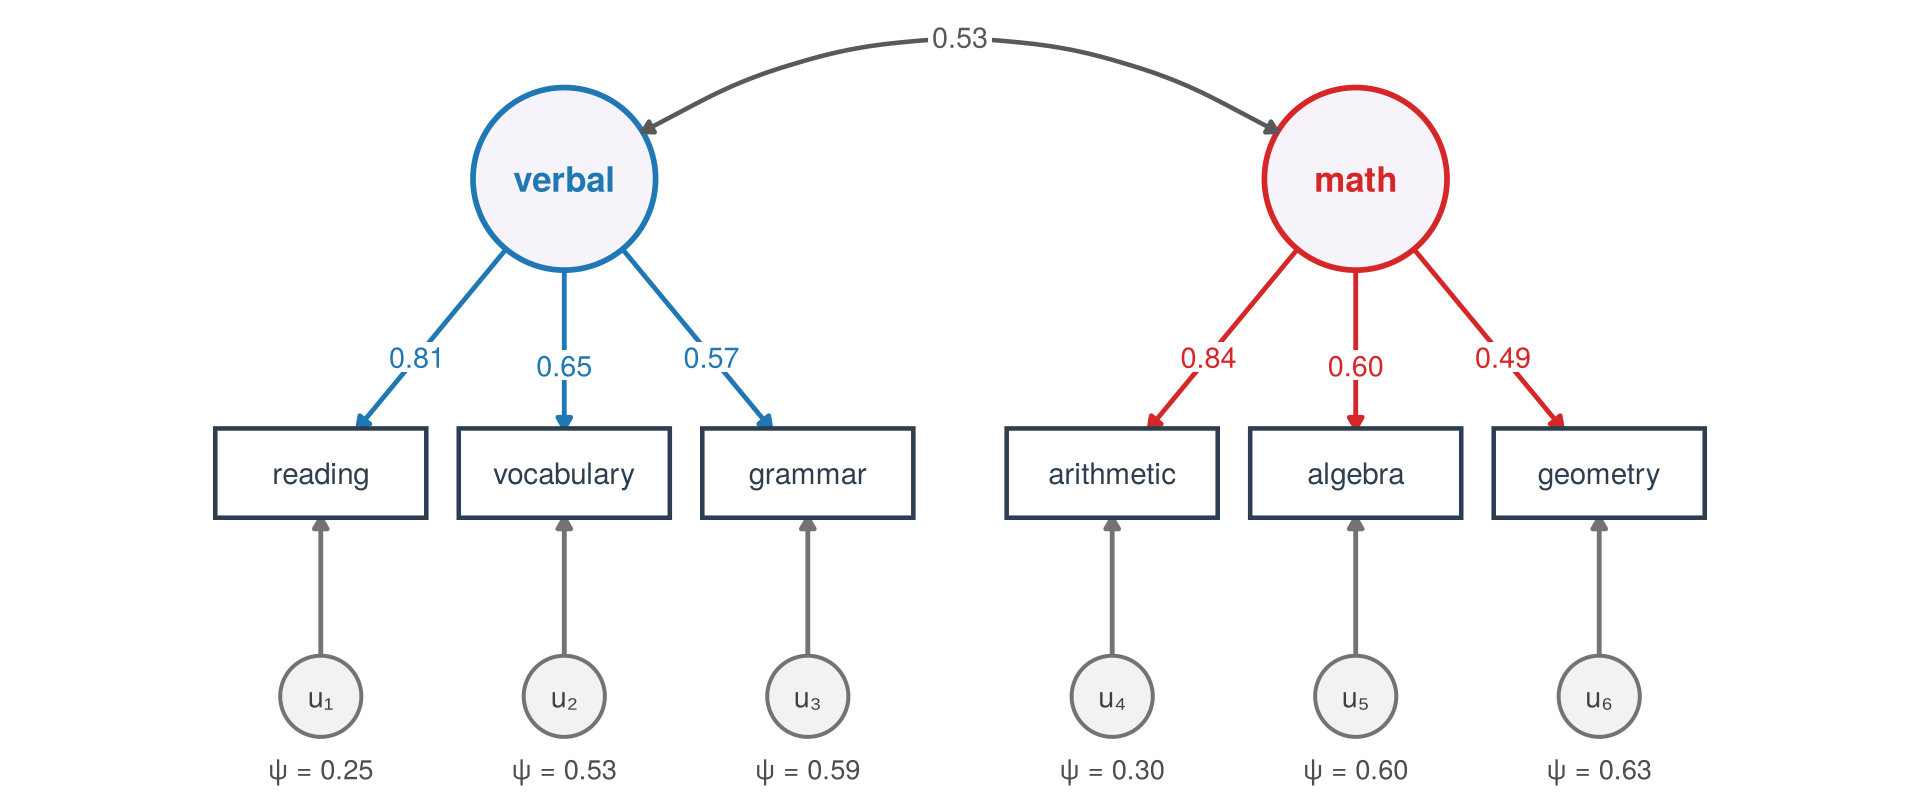 0.53
verbal
math
0.81
0.65
0.57
0.84
0.60
0.49
reading
vocabulary
grammar
arithmetic
algebra
geometry
u₁
u₂
u₃
u₄
u₅
u₆
ψ = 0.25
ψ = 0.53
ψ = 0.59
ψ = 0.30
ψ = 0.60
ψ = 0.63